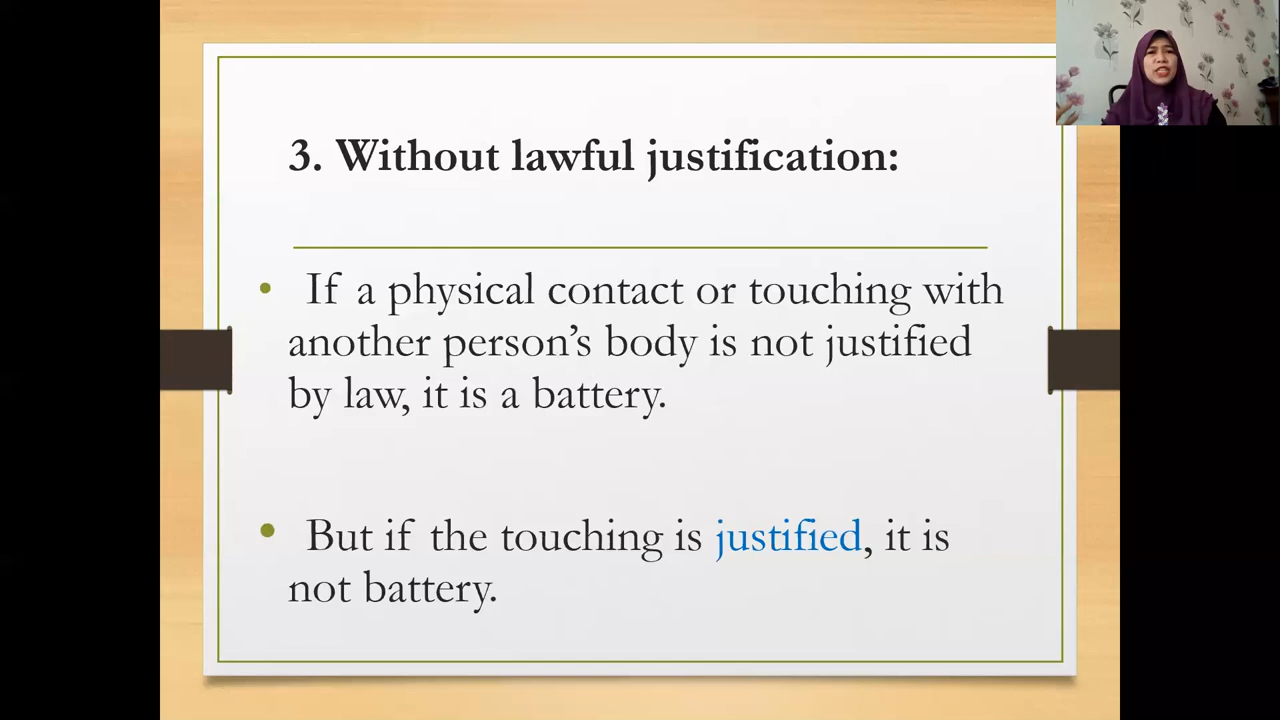 3. Without lawful justification:
• If a physical contact or touching with
another person’s body is not justified
by law, it is a battery.
• But if the touching is justified, it is
not battery.